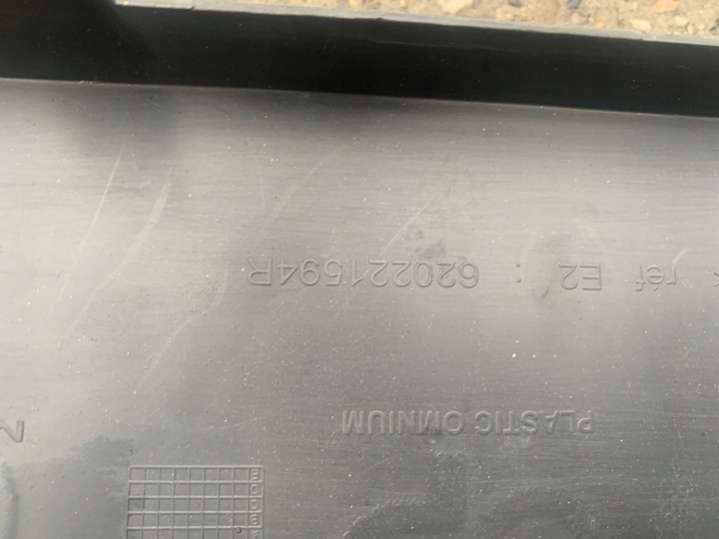 réf E2 : 620221594R
PLASTIC OMNIUM
Z